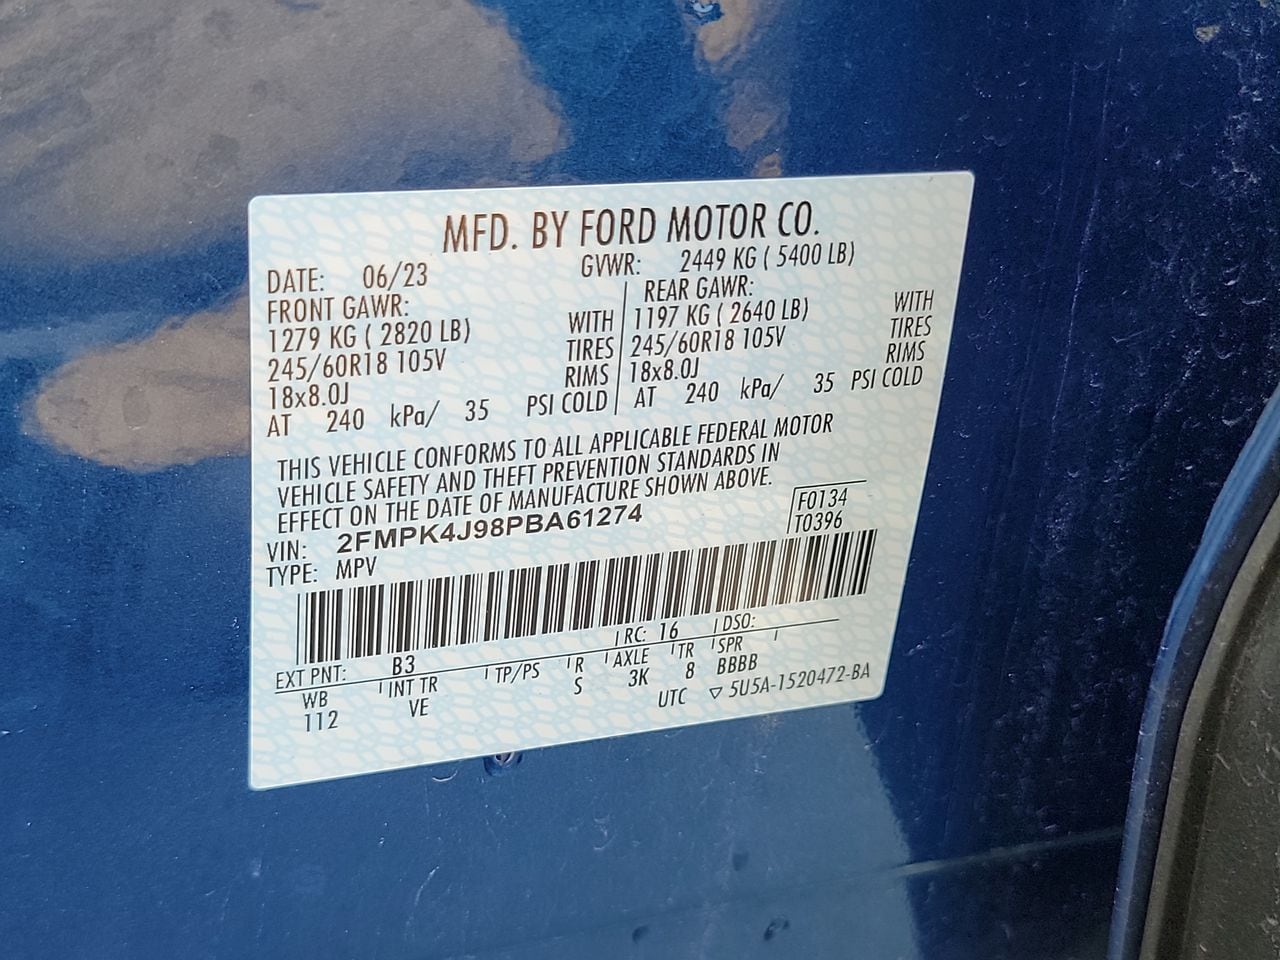 MFD. BY FORD MOTOR CO.
DATE: 06/23 GVWR: 2449 KG ( 5400 LB)
FRONT GAWR: REAR GAWR:
1279 KG ( 2820 LB) WITH 1197 KG ( 2640 LB) WITH
245/60R18 105V TIRES 245/60R18 105V TIRES
18x8.0J RIMS 18x8.0J RIMS
AT 240 kPa/ 35 PSI COLD AT 240 kPa/ 35 PSI COLD
THIS VEHICLE CONFORMS TO ALL APPLICABLE FEDERAL MOTOR
VEHICLE SAFETY AND THEFT PREVENTION STANDARDS IN
EFFECT ON THE DATE OF MANUFACTURE SHOWN ABOVE.
VIN: 2FMPK4J98PBA61274 F0134
TYPE: MPV T0396
EXT PNT: B3 RC: 16 DSO:
WB INT TR TP/PS R AXLE TR SPR
112 VE S 3K 8 BBBB
UTC ▽ 5U5A-1520472-BA